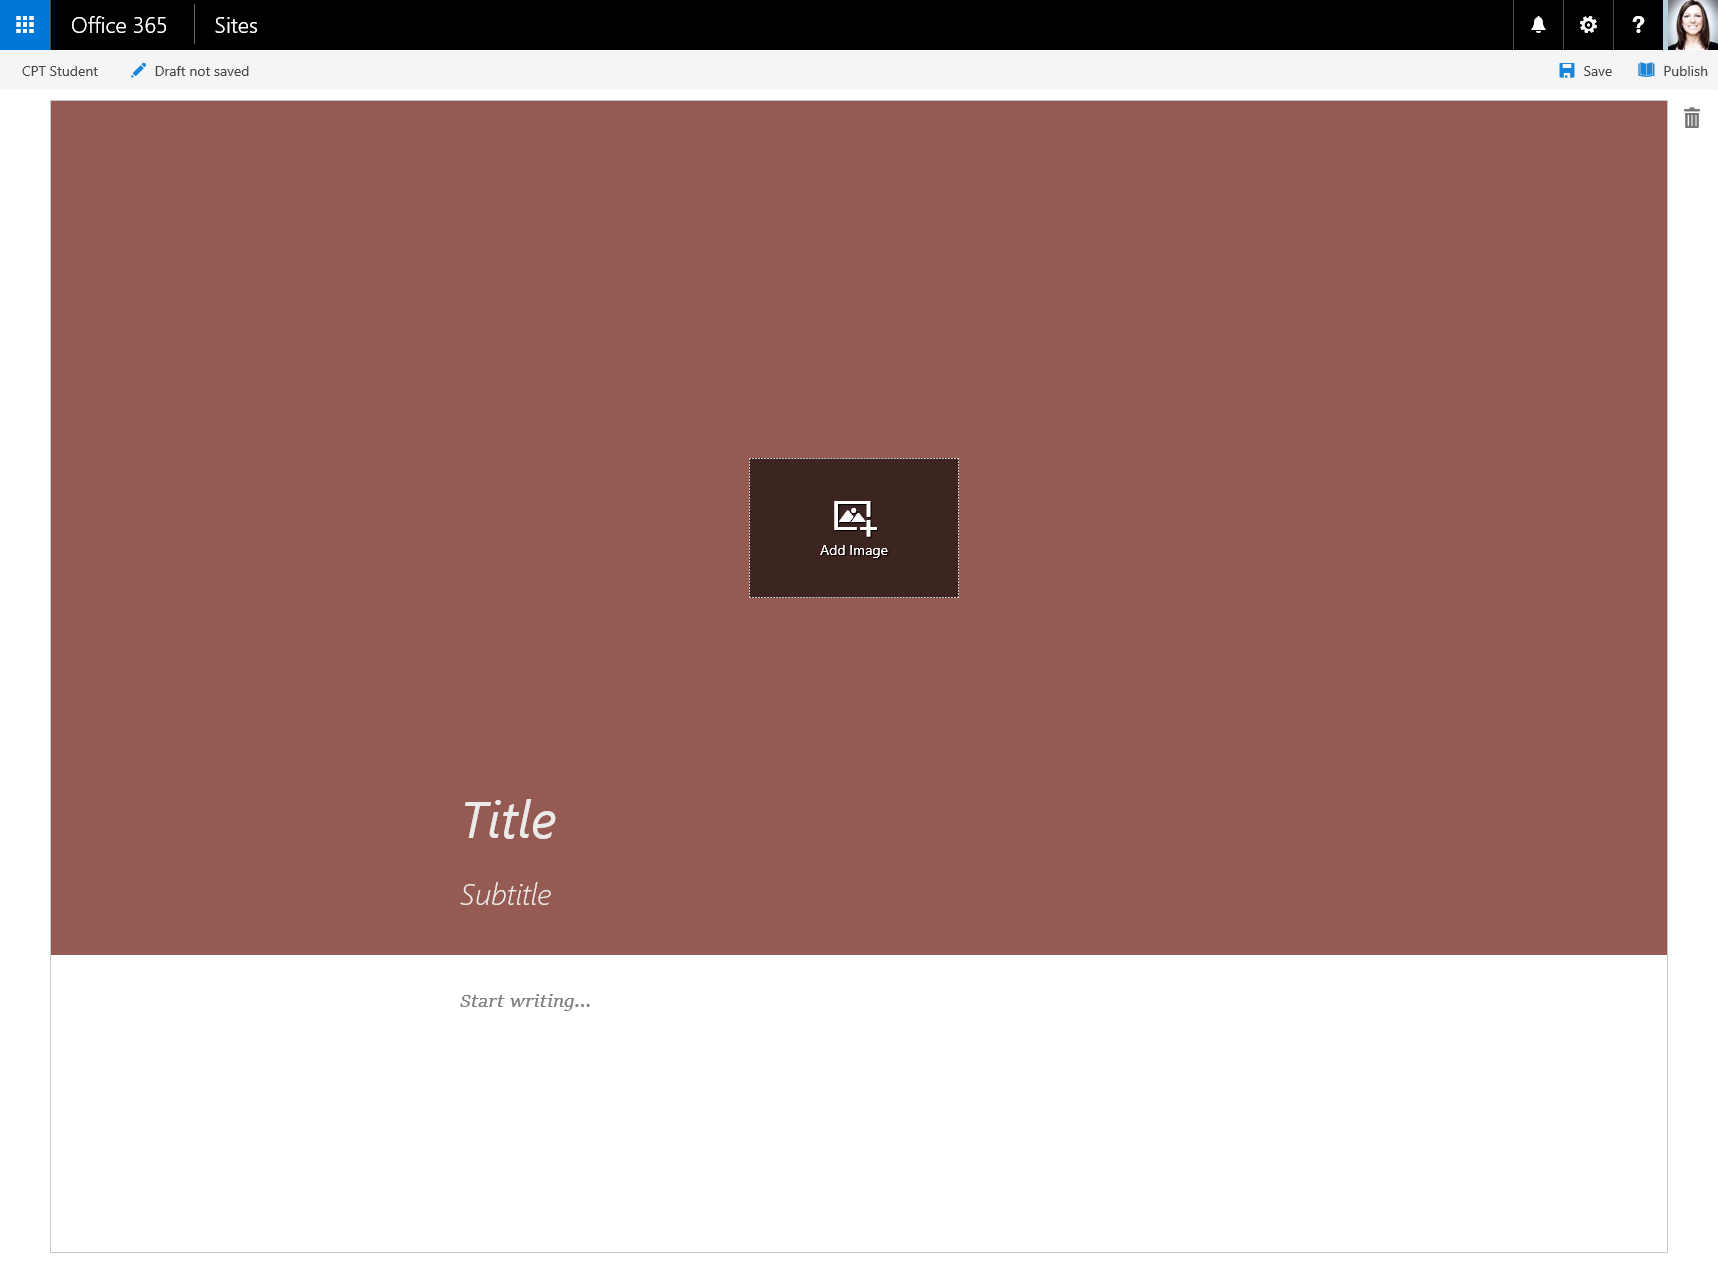 Office 365 Sites ?
CPT Student Draft not saved Save Publish
Add Image
Title
Subtitle
Start writing...